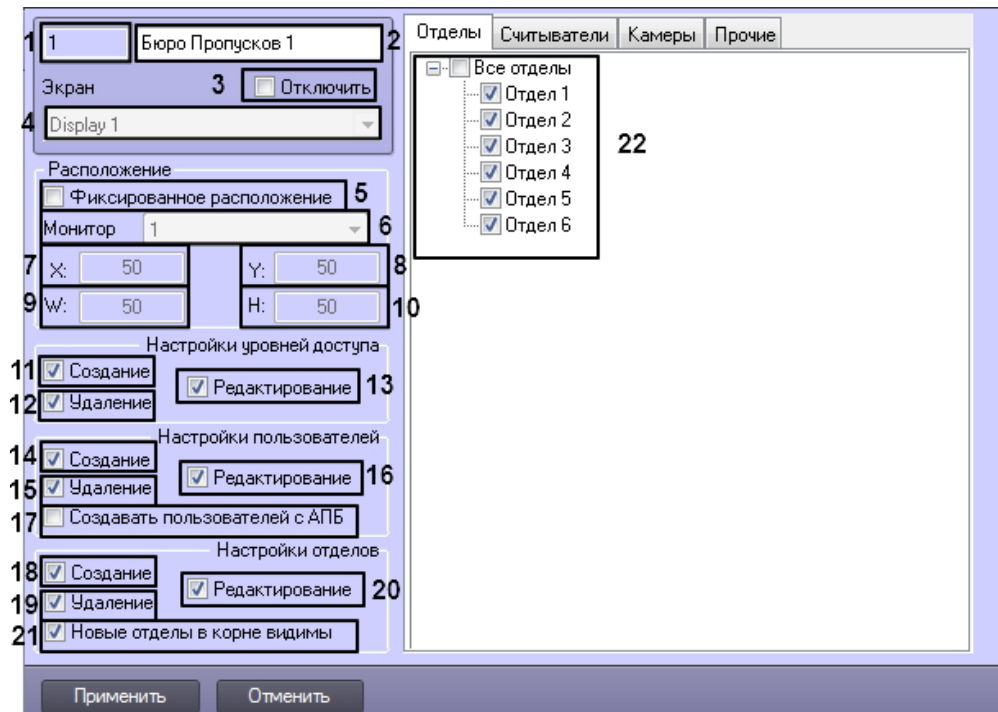 1 1 Бюро Пропусков 1 2
Экран 3 Отключить
4 Display 1
Расположение
Фиксированное расположение 5
Монитор 1 6
7 X: 50 Y: 50 8
9 W: 50 H: 50 10
Настройки уровней доступа
11 Создание
Редактирование 13
12 Удаление
Настройки пользователей
14 Создание
Редактирование 16
15 Удаление
17 Создавать пользователей с АПБ
Настройки отделов
18 Создание
Редактирование 20
19 Удаление
21 Новые отделы в корне видимы
Применить Отменить
Отделы Считыватели Камеры Прочие
Все отделы
Отдел 1
Отдел 2
Отдел 3 22
Отдел 4
Отдел 5
Отдел 6